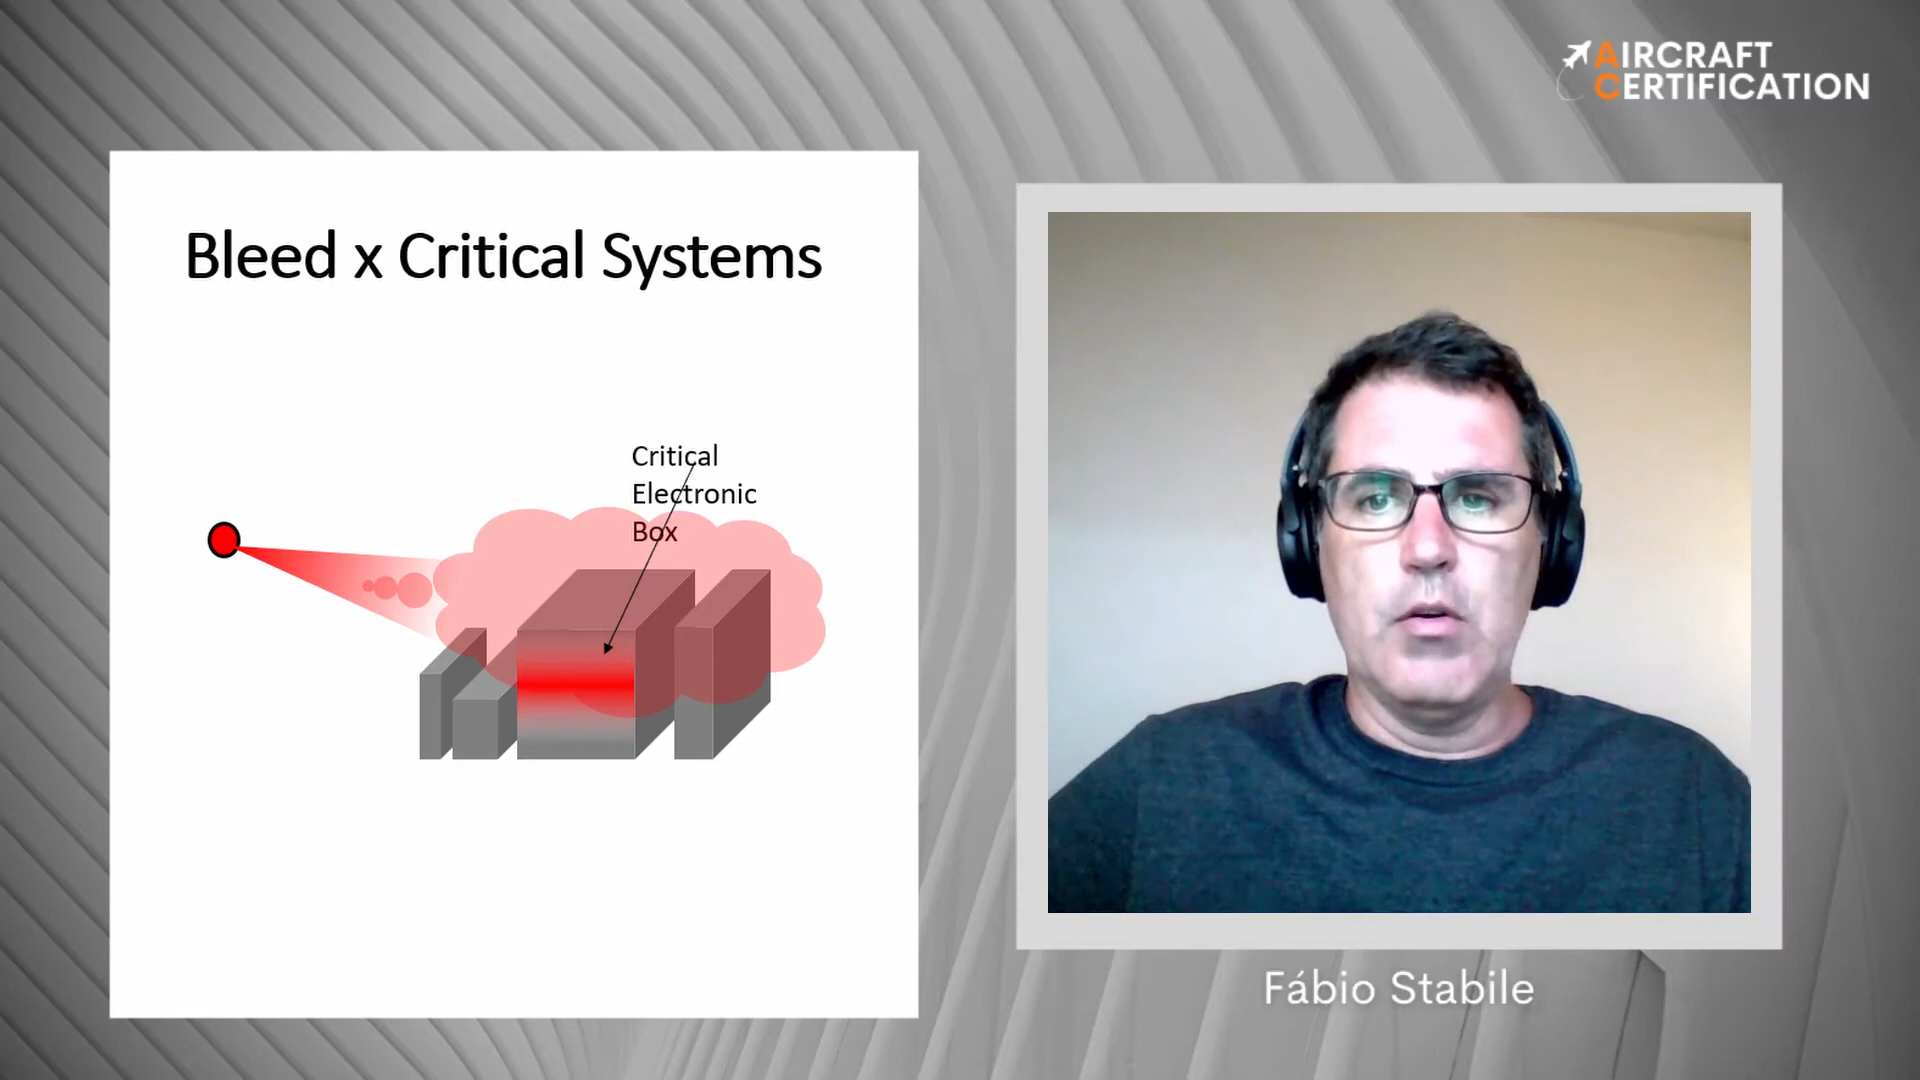 AIRCRAFT
CERTIFICATION
Bleed x Critical Systems
Critical
Electronic
Box
Fábio Stabile